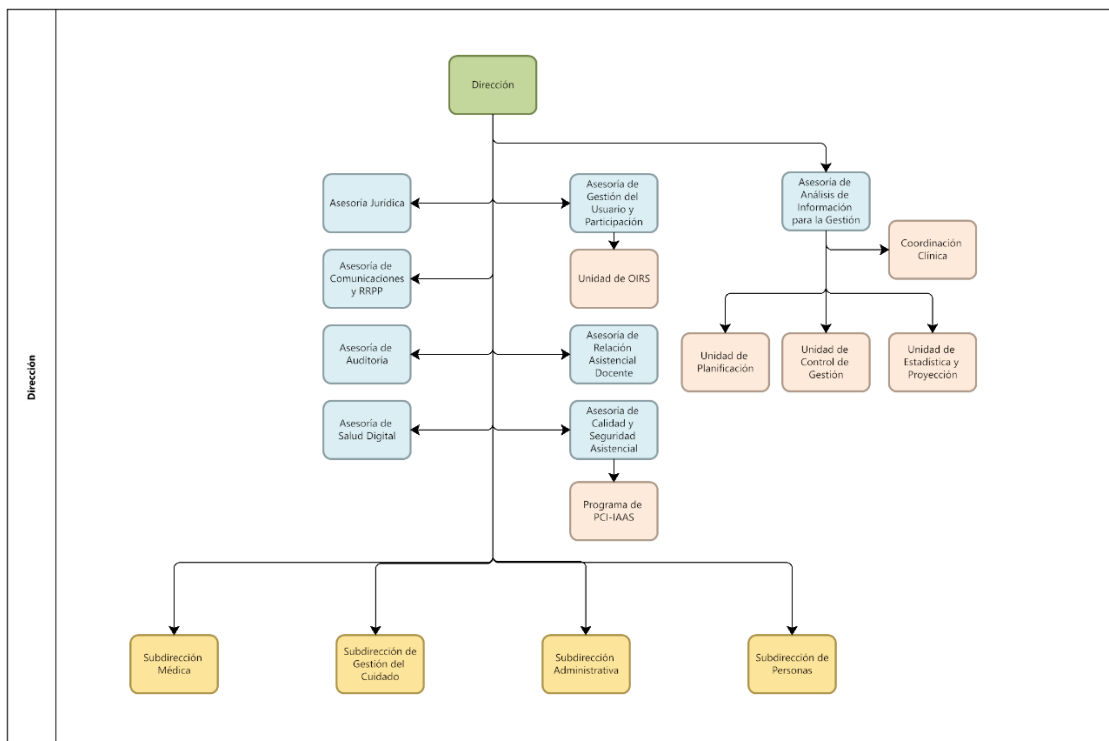 Dirección
Dirección
Asesoría Jurídica
Asesoría de
Gestión del
Usuario y
Participación
Asesoría de
Análisis de
Información
para la Gestión
Coordinación
Clínica
Asesoría de
Comunicaciones
y RRPP
Unidad de OIRS
Asesoría de
Auditoria
Asesoría de
Relación
Asistencial
Docente
Unidad de
Planificación
Unidad de
Control de
Gestión
Unidad de
Estadística y
Proyección
Asesoría de
Salud Digital
Asesoría de
Calidad y
Seguridad
Asistencial
Programa de
PCI-IAAS
Subdirección
Médica
Subdirección de
Gestión del
Cuidado
Subdirección
Administrativa
Subdirección de
Personas